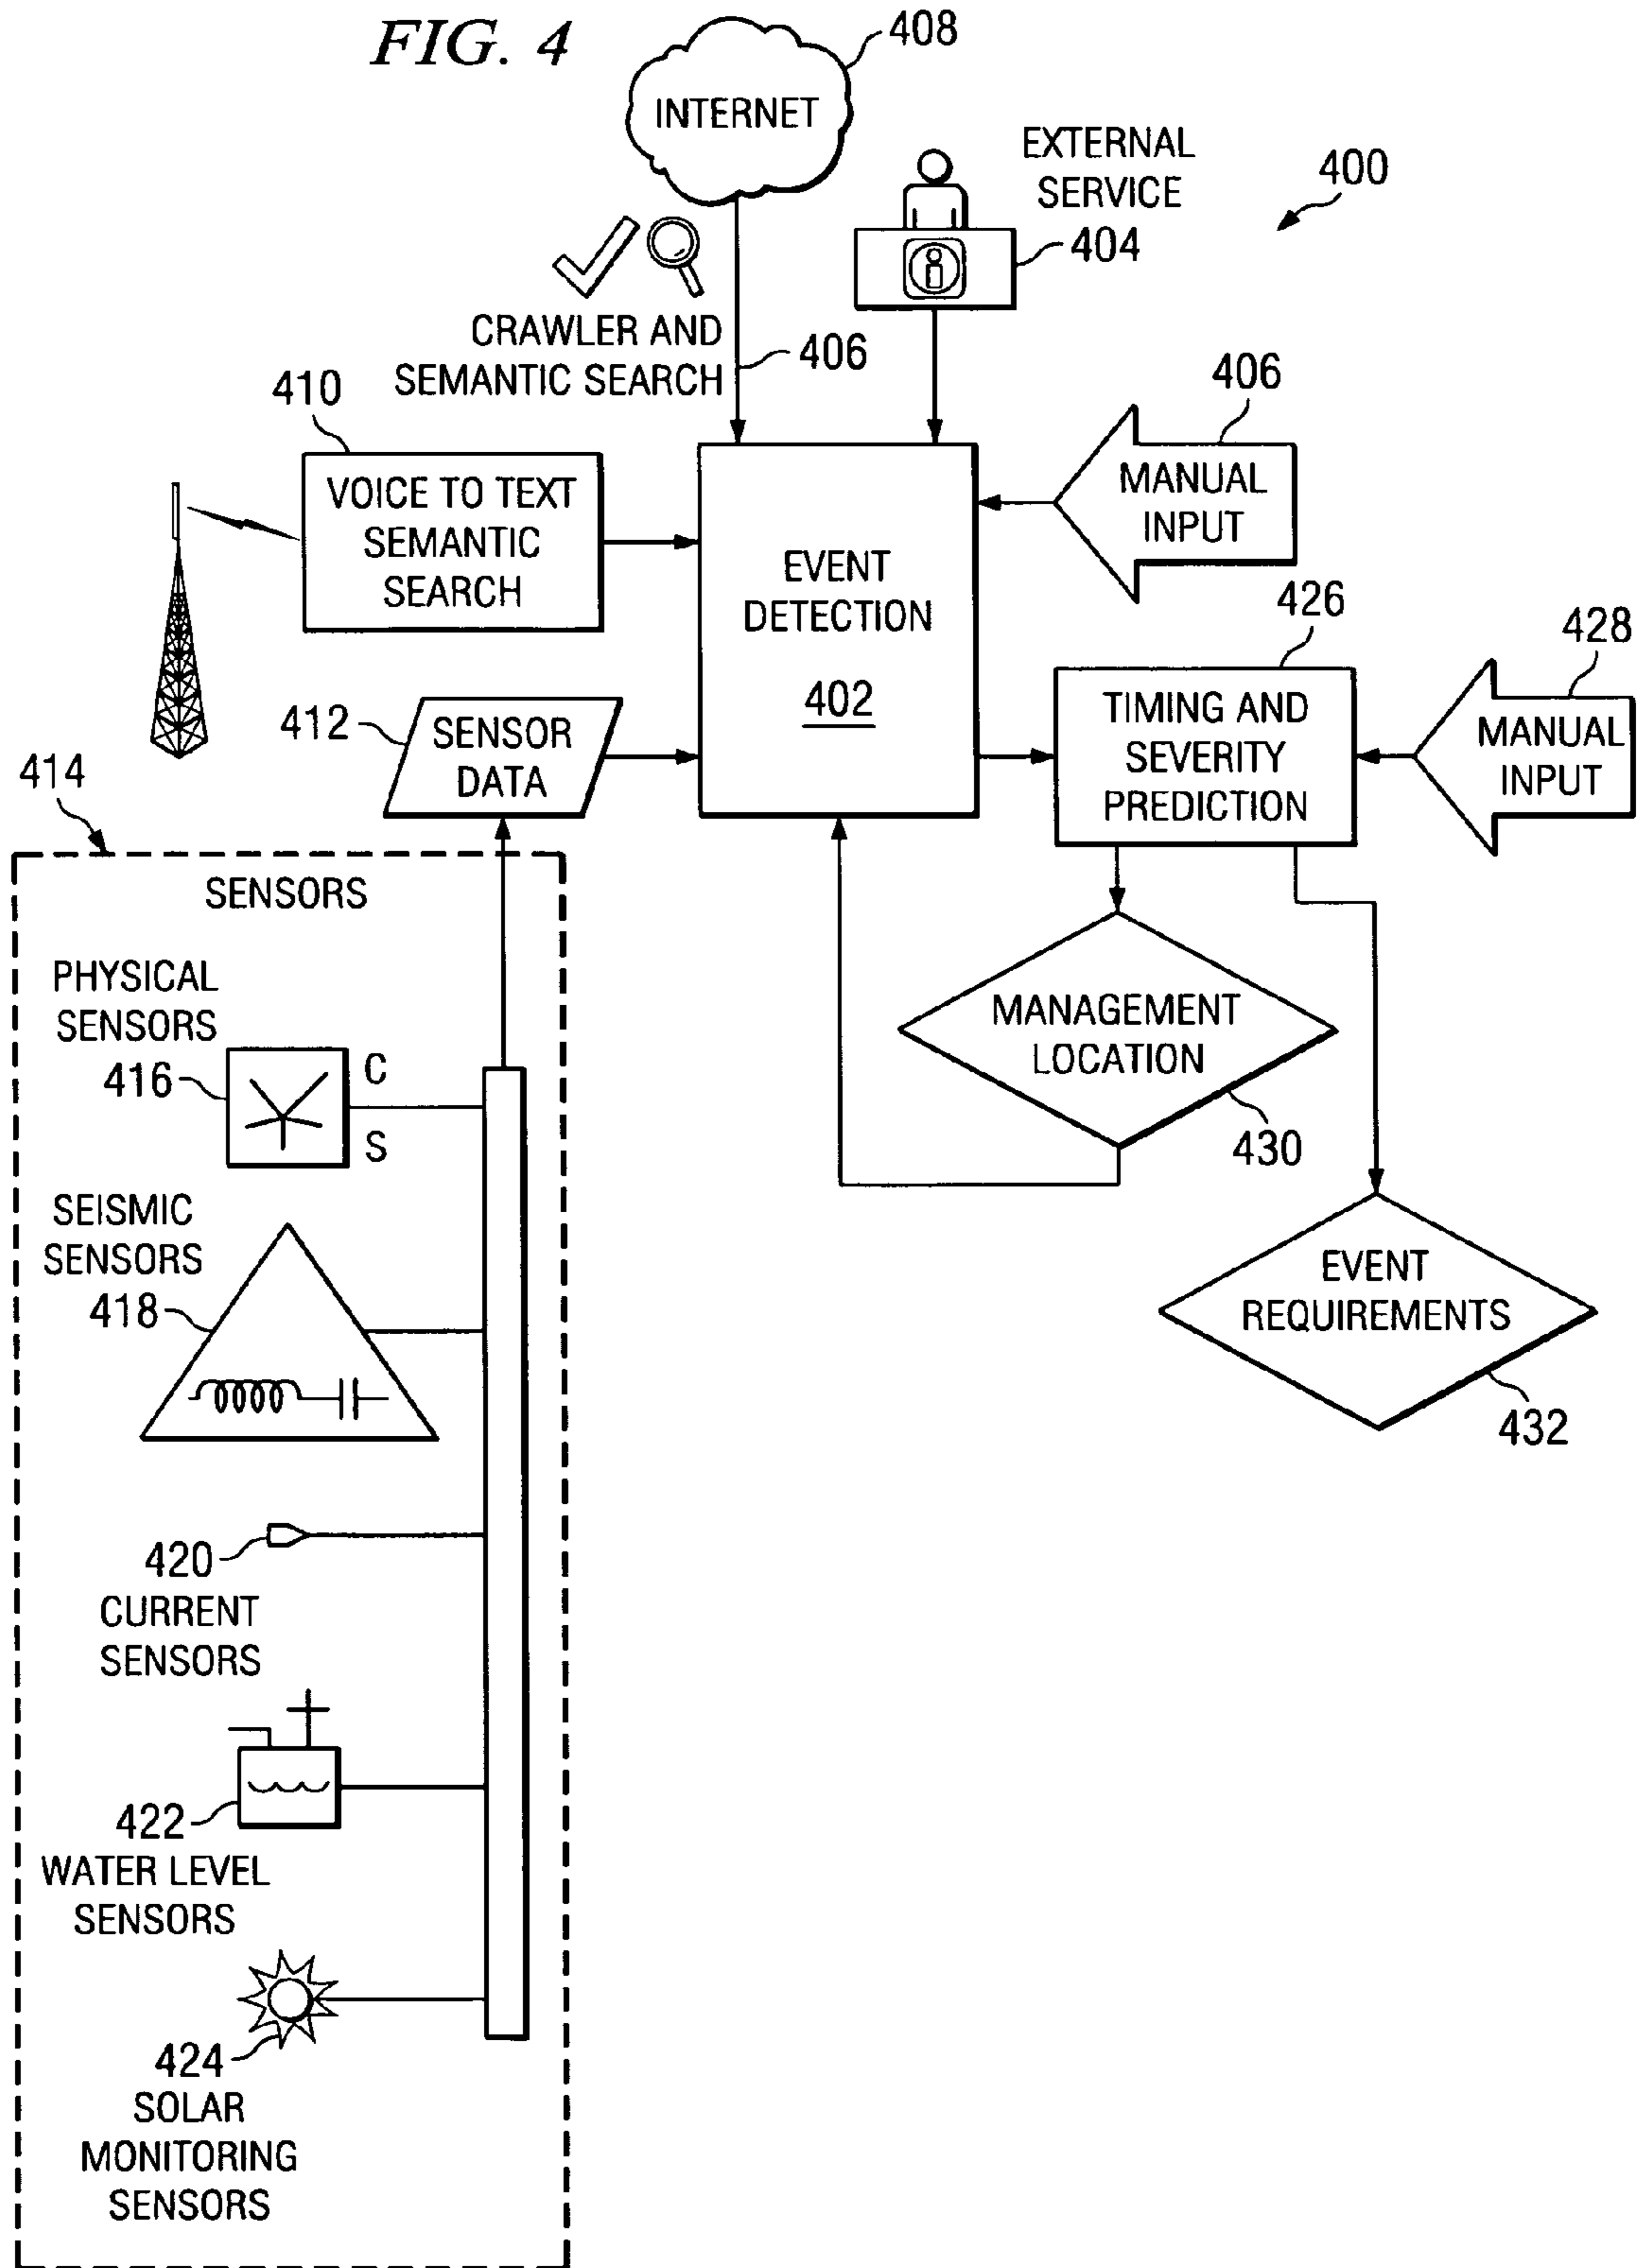 FIG. 4
408
INTERNET
EXTERNAL
SERVICE
404
400
CRAWLER AND
SEMANTIC SEARCH
406
410
VOICE TO TEXT
SEMANTIC
SEARCH
406
MANUAL
INPUT
EVENT
DETECTION
402
426
428
TIMING AND
SEVERITY
PREDICTION
MANUAL
INPUT
412
SENSOR
DATA
414
SENSORS
PHYSICAL
SENSORS
416
C
S
MANAGEMENT
LOCATION
430
SEISMIC
SENSORS
418
EVENT
REQUIREMENTS
432
420
CURRENT
SENSORS
422
WATER LEVEL
SENSORS
424
SOLAR
MONITORING
SENSORS